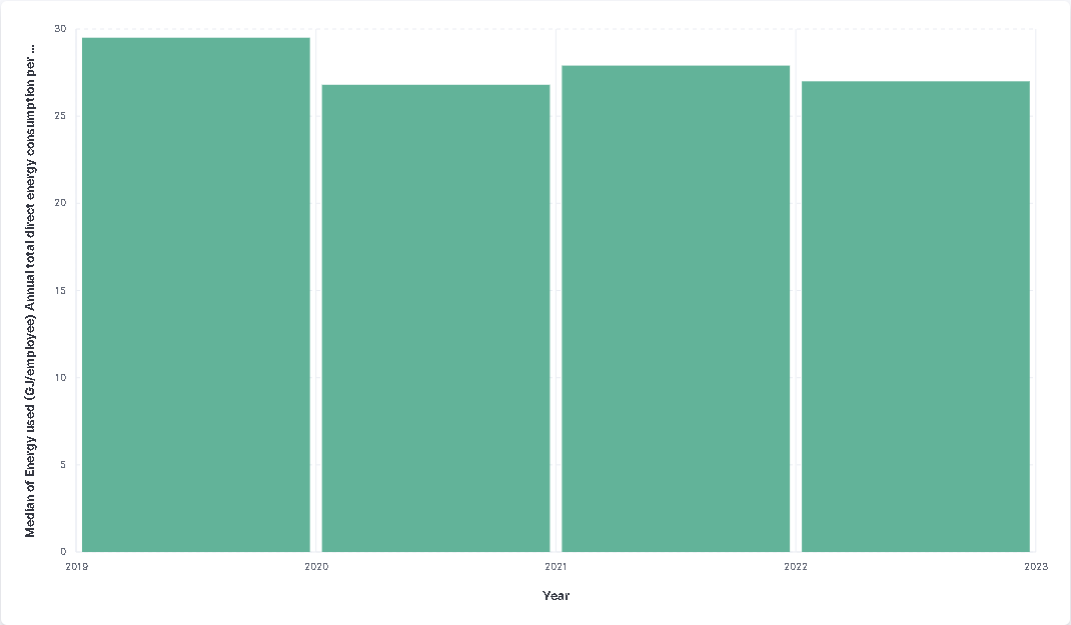 Median of Energy used (GJ/employee) Annual total direct energy consumption per ...
30
25
20
15
10
5
0
2019 2020 2021 2022 2023
Year